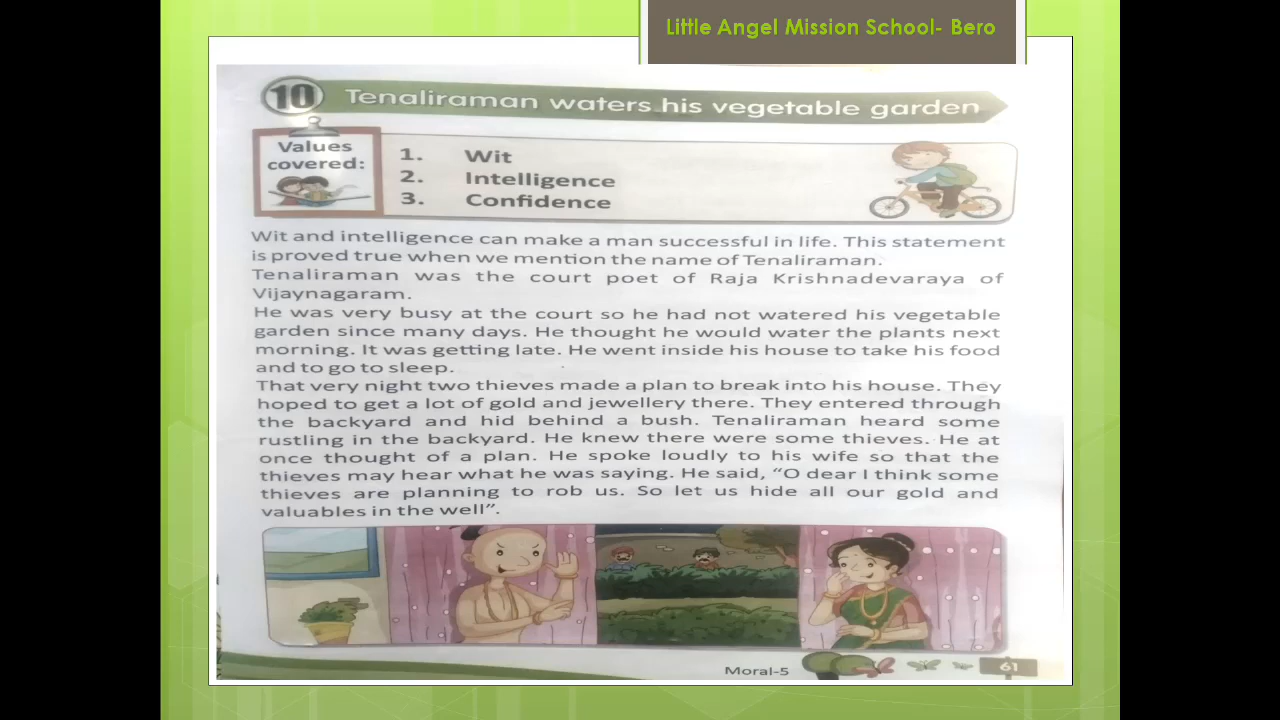 Little Angel Mission School- Bero
10 Tenaliraman waters his vegetable garden
Values
covered:
1. Wit
2. Intelligence
3. Confidence
Wit and intelligence can make a man successful in life. This statement
is proved true when we mention the name of Tenaliraman.
Tenaliraman was the court poet of Raja Krishnadevaraya of
Vijaynagaram.
He was very busy at the court so he had not watered his vegetable
garden since many days. He thought he would water the plants next
morning. It was getting late. He went inside his house to take his food
and to go to sleep.
That very night two thieves made a plan to break into his house. They
hoped to get a lot of gold and jewellery there. They entered through
the backyard and hid behind a bush. Tenaliraman heard some
rustling in the backyard. He knew there were some thieves. He at
once thought of a plan. He spoke loudly to his wife so that the
thieves may hear what he was saying. He said, “O dear I think some
thieves are planning to rob us. So let us hide all our gold and
valuables in the well”.
Moral-5
61